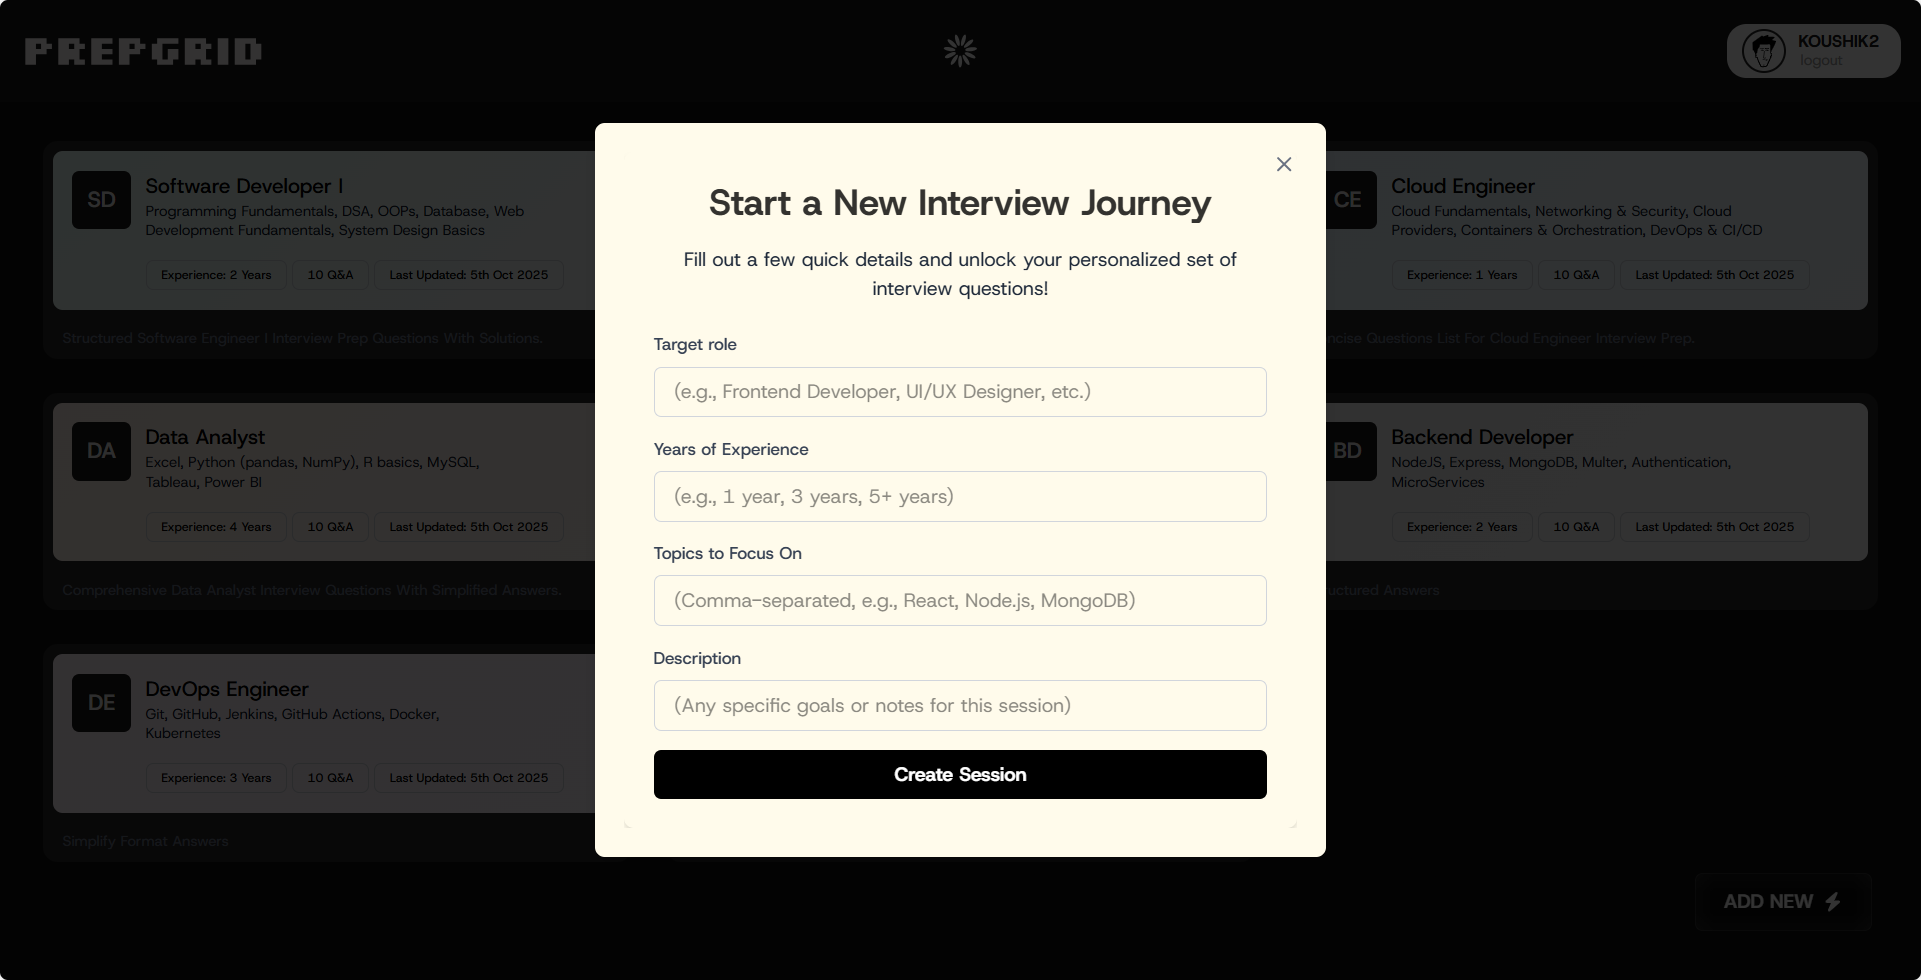 PREPGRID
KOUSHIK2
logout
SD
Software Developer I
Programming Fundamentals, DSA, OOPs, Database, Web
Development Fundamentals, System Design Basics
Experience: 2 Years
10 Q&A
Last Updated: 5th Oct 2025
Structured Software Engineer I Interview Prep Questions With Solutions.
CE
Cloud Engineer
Cloud Fundamentals, Networking & Security, Cloud
Providers, Containers & Orchestration, DevOps & CI/CD
Experience: 1 Years
10 Q&A
Last Updated: 5th Oct 2025
Questions List For Cloud Engineer Interview Prep.
DA
Data Analyst
Excel, Python (pandas, NumPy), R basics, MySQL,
Tableau, Power BI
Experience: 4 Years
10 Q&A
Last Updated: 5th Oct 2025
Comprehensive Data Analyst Interview Questions With Simplified Answers.
BD
Backend Developer
NodeJS, Express, MongoDB, Multer, Authentication,
MicroServices
Experience: 2 Years
10 Q&A
Last Updated: 5th Oct 2025
Answers
DE
DevOps Engineer
Git, GitHub, Jenkins, GitHub Actions, Docker,
Kubernetes
Experience: 3 Years
10 Q&A
Last Updated: 5th Oct 2025
Simplify Format Answers
Start a New Interview Journey
Fill out a few quick details and unlock your personalized set of
interview questions!
Target role
(e.g., Frontend Developer, UI/UX Designer, etc.)
Years of Experience
(e.g., 1 year, 3 years, 5+ years)
Topics to Focus On
(Comma-separated, e.g., React, Node.js, MongoDB)
Description
(Any specific goals or notes for this session)
Create Session
ADD NEW